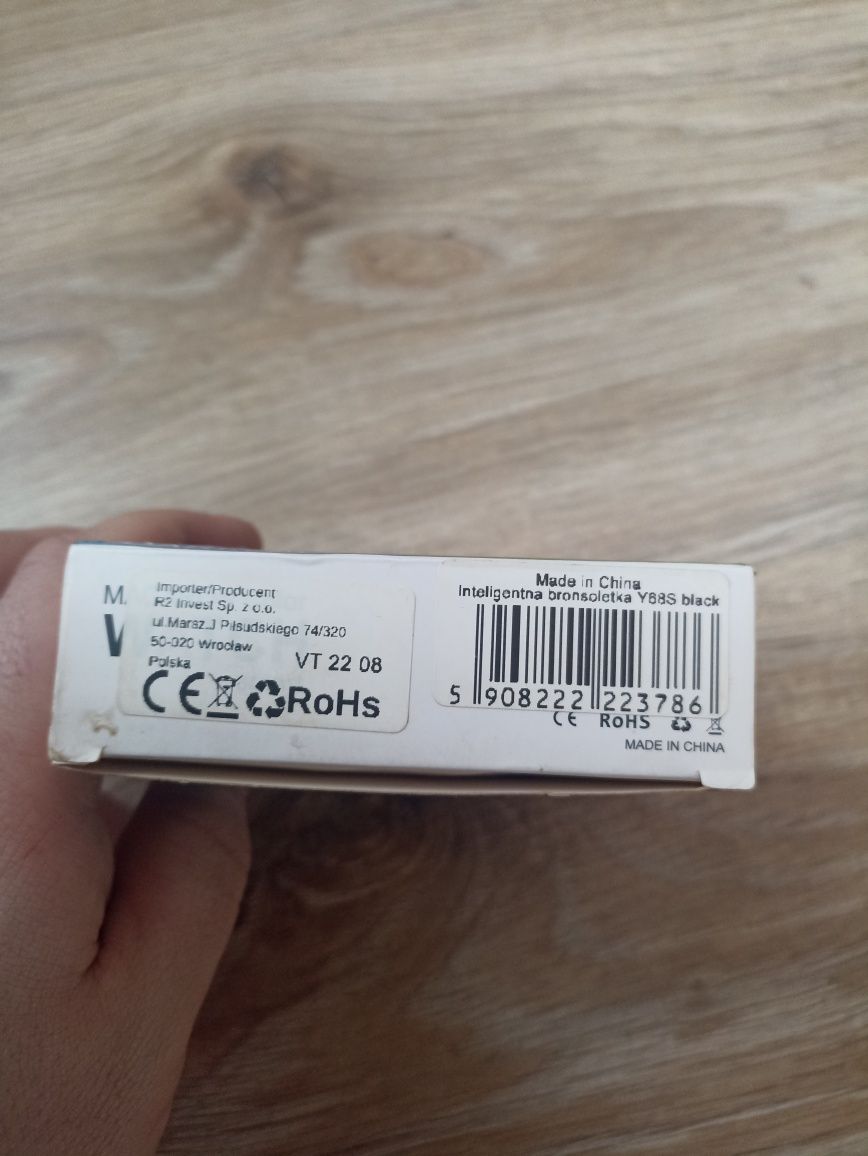 Importer/Producent
R2 Invest Sp. z o.o.
ul.Marsz.J Piłsudskiego 74/320
50-020 Wrocław
Polska
VT 22 08
CE RoHs
Made in China
Inteligentna bronsoletka Y68S black
5 908222 223786
CE RoHS
MADE IN CHINA